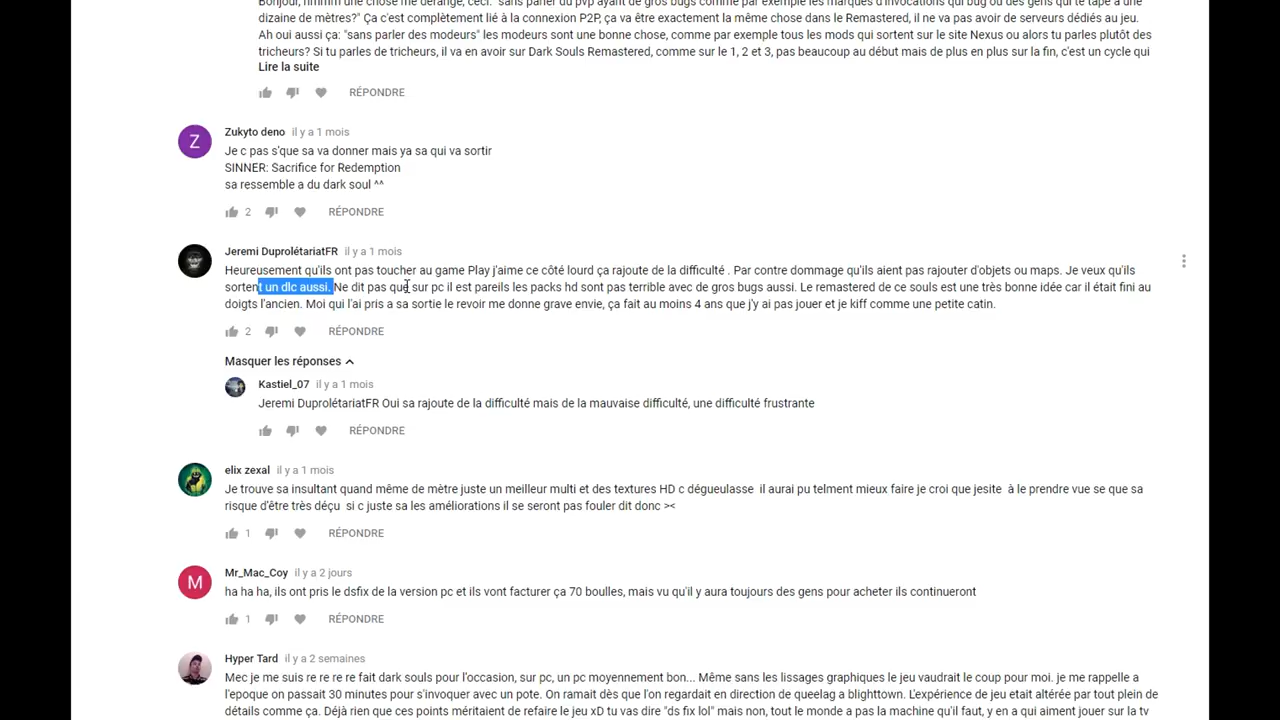 Bonjour, hmmm une chose me dérange, ceci: "sans parler du pvp ayant de gros bugs comme par exemple les marques d'invocations qui bug ou des gens qui te tape à une
dizaine de mètres?" Ça c'est complètement lié à la connexion P2P, ça va être exactement la même chose dans le Remastered, il ne va pas avoir de serveurs dédiés au jeu.
Ah oui aussi ça: "sans parler des modeurs" les modeurs sont une bonne chose, comme par exemple tous les mods qui sortent sur le site Nexus ou alors tu parles plutôt des
tricheurs? Si tu parles de tricheurs, il va en avoir sur Dark Souls Remastered, comme sur le 1, 2 et 3, pas beaucoup au début mais de plus en plus sur la fin, c'est un cycle qui
Lire la suite
RÉPONDRE
Z
Zukyto deno il y a 1 mois
Je c pas s'que sa va donner mais ya sa qui va sortir
SINNER: Sacrifice for Redemption
sa ressemble a du dark soul ^^
2 RÉPONDRE
Jeremi DuprolétariatFR il y a 1 mois
Heureusement qu'ils ont pas toucher au game Play j'aime ce côté lourd ça rajoute de la difficulté . Par contre dommage qu'ils aient pas rajouter d'objets ou maps. Je veux qu'ils
sortent un dlc aussi. Ne dit pas que sur pc il est pareils les packs hd sont pas terrible avec de gros bugs aussi. Le remastered de ce souls est une très bonne idée car il était fini au
doigts l'ancien. Moi qui l'ai pris a sa sortie le revoir me donne grave envie, ça fait au moins 4 ans que j'y ai pas jouer et je kiff comme une petite catin.
2 RÉPONDRE
Masquer les réponses
Kastiel_07 il y a 1 mois
Jeremi DuprolétariatFR Oui sa rajoute de la difficulté mais de la mauvaise difficulté, une difficulté frustrante
RÉPONDRE
elix zexal il y a 1 mois
Je trouve sa insultant quand même de mètre juste un meilleur multi et des textures HD c dégueulasse il aurai pu telment mieux faire je croi que jesite à le prendre vue se que sa
risque d'être très déçu si c juste sa les améliorations il se seront pas fouler dit donc ><
1 RÉPONDRE
M
Mr_Mac_Coy il y a 2 jours
ha ha ha, ils ont pris le dsfix de la version pc et ils vont facturer ça 70 boulles, mais vu qu'il y aura toujours des gens pour acheter ils continueront
1 RÉPONDRE
Hyper Tard il y a 2 semaines
Mec je me suis re re re re fait dark souls pour l'occasion, sur pc, un pc moyennement bon... Même sans les lissages graphiques le jeu vaudrait le coup pour moi. je me rappelle a
l'epoque on passait 30 minutes pour s'invoquer avec un pote. On ramait dès que l'on regardait en direction de queelag a blighttown. L'expérience de jeu etait altérée par tout plein de
détails comme ça. Déjà rien que ces points méritaient de refaire le jeu xD tu vas dire "ds fix lol" mais non, tout le monde a pas la machine qu'il faut, y en a qui aiment jouer sur la tv